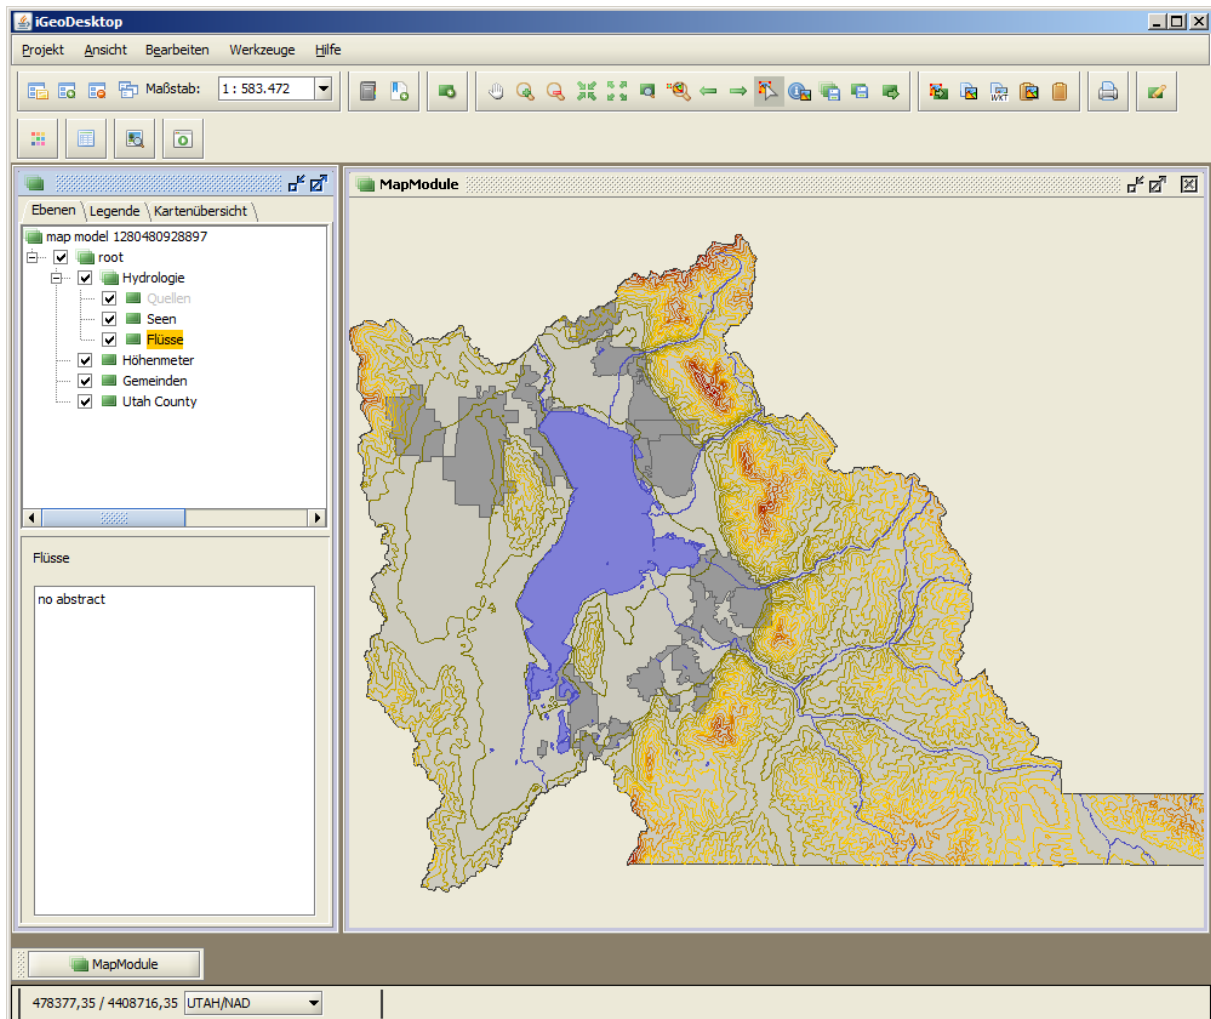 iGeoDesktop
Projekt Ansicht Bearbeiten Werkzeuge Hilfe
Maßstab: 1 : 583.472
WKT
MapModule
Ebenen Legende Kartenübersicht
map model 1280480928897
root
Hydrologie
Quellen
Seen
Flüsse
Höhenmeter
Gemeinden
Utah County
Flüsse
no abstract
MapModule
478377,35 / 4408716,35 UTAH/NAD